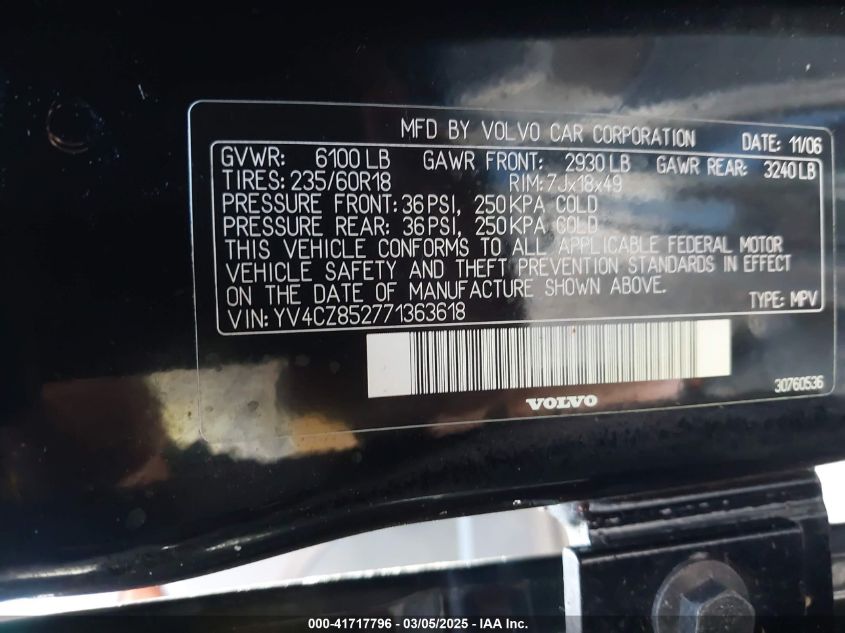 MFD BY VOLVO CAR CORPORATION DATE: 11/06
GVWR: 6100 LB GAWR FRONT: 2930 LB GAWR REAR: 3240 LB
TIRES: 235/60R18 RIM: 7Jx18x49
PRESSURE FRONT: 36 PSI, 250 KPA COLD
PRESSURE REAR: 36 PSI, 250 KPA COLD
THIS VEHICLE CONFORMS TO ALL APPLICABLE FEDERAL MOTOR
VEHICLE SAFETY AND THEFT PREVENTION STANDARDS IN EFFECT
ON THE DATE OF MANUFACTURE SHOWN ABOVE.
VIN: YV4CZ852771363618 TYPE: MPV
30760536
VOLVO
000-41717796 - 03/05/2025 - IAA Inc.